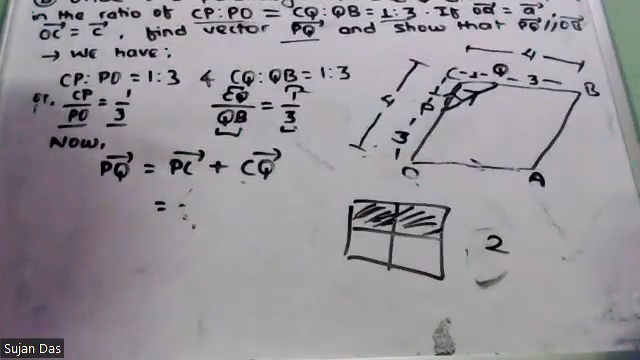 in the ratio of CP:PO = CQ:QB = 1:3. If OA = a,
OC = c, find vector PQ and show that PQ // OB
→ We have:
CP:PO = 1:3 & CQ:QB = 1:3
or, CP/PO = 1/3 CQ/QB = 1/3
Now,
PQ = PC + CQ
=
4
C 1 Q 3 B
4
1
P
3
O
A
2
Sujan Das